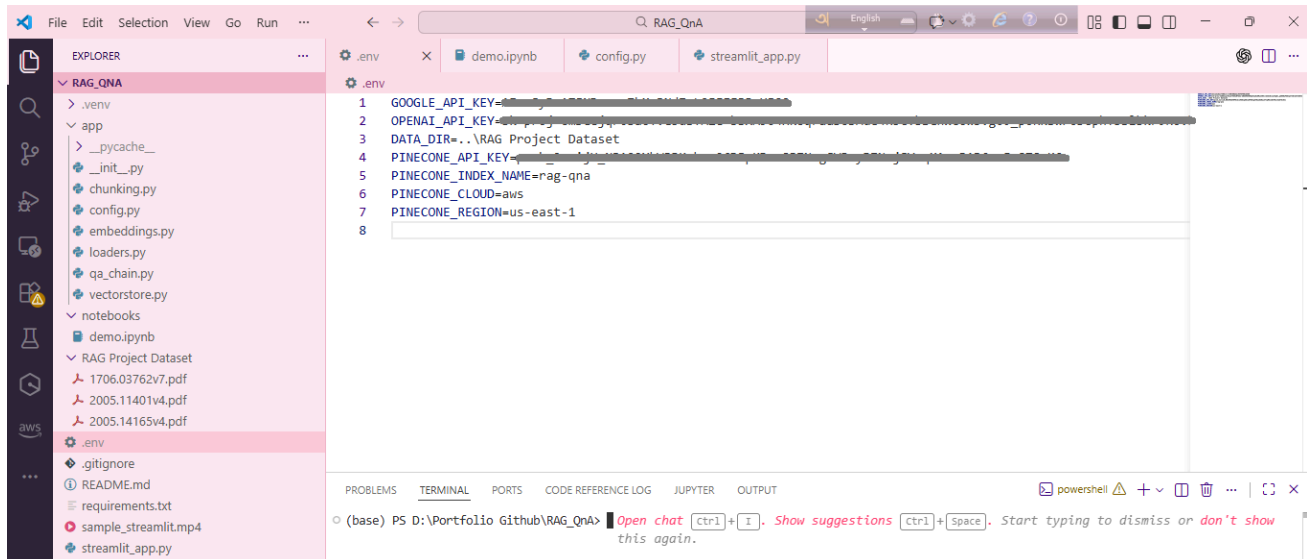 File Edit Selection View Go Run ...
RAG_QnA
English
EXPLORER
RAG_QNA
.venv
app
__pycache__
__init__.py
chunking.py
config.py
embeddings.py
loaders.py
qa_chain.py
vectorstore.py
notebooks
demo.ipynb
RAG Project Dataset
1706.03762v7.pdf
2005.11401v4.pdf
2005.14165v4.pdf
.env
.gitignore
README.md
requirements.txt
sample_streamlit.mp4
streamlit_app.py
aws
.env demo.ipynb config.py streamlit_app.py
.env
1 GOOGLE_API_KEY=
2 OPENAI_API_KEY=
3 DATA_DIR=..\RAG Project Dataset
4 PINECONE_API_KEY=
5 PINECONE_INDEX_NAME=rag-qna
6 PINECONE_CLOUD=aws
7 PINECONE_REGION=us-east-1
8
PROBLEMS TERMINAL PORTS CODE REFERENCE LOG JUPYTER OUTPUT
powershell
(base) PS D:\Portfolio Github\RAG_QnA> Open chat Ctrl+I. Show suggestions Ctrl+Space. Start typing to dismiss or don't show
this again.